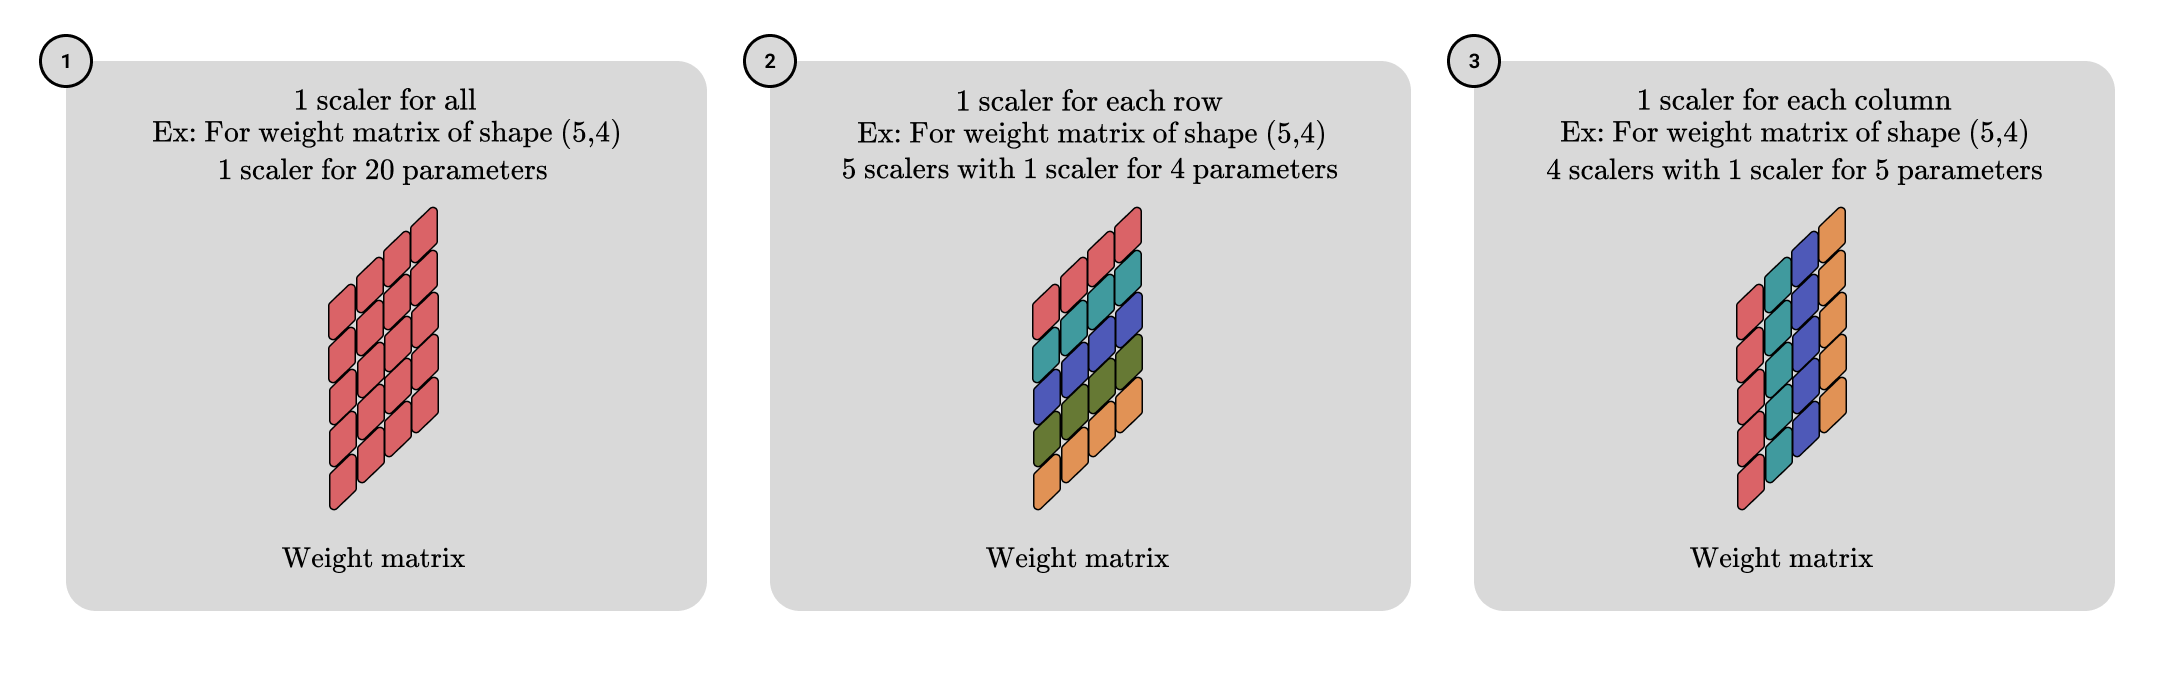 1
1 scaler for all
Ex: For weight matrix of shape (5,4)
1 scaler for 20 parameters
Weight matrix
2
1 scaler for each row
Ex: For weight matrix of shape (5,4)
5 scalers with 1 scaler for 4 parameters
Weight matrix
3
1 scaler for each column
Ex: For weight matrix of shape (5,4)
4 scalers with 1 scaler for 5 parameters
Weight matrix